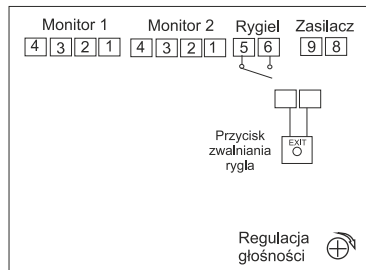 Monitor 1 Monitor 2 Rygiel Zasilacz
4 3 2 1 4 3 2 1 5 6 9 8
Przycisk
zwalniania
rygla
EXIT
Regulacja
głośności